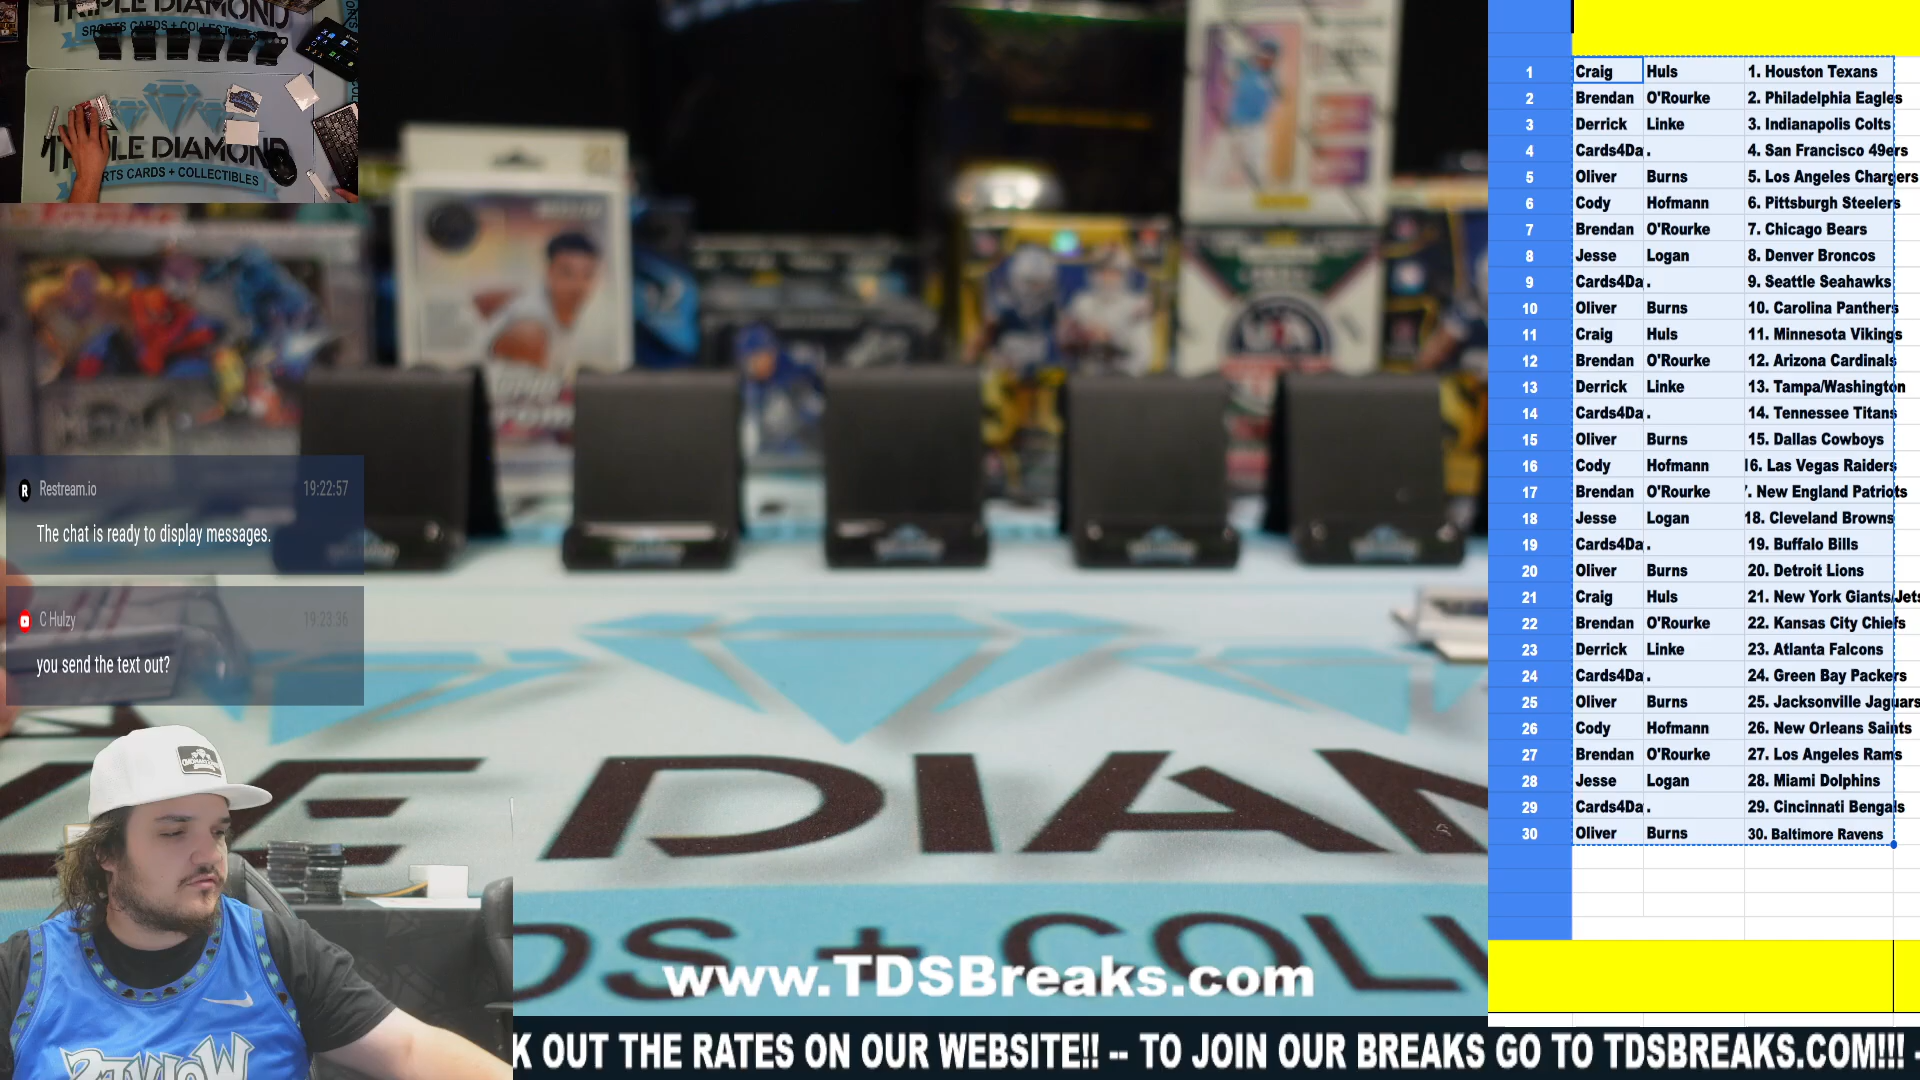 TRIPLE DIAMOND
SPORTS CARDS + COLLECTIBLES
TRIPLE DIAMOND
RTS CARDS + COLLECTIBLES
Restream.io 19:22:57
The chat is ready to display messages.
C Hulzy 19:23:36
you send the text out?
LE DIAM
DS + COLL
www.TDSBreaks.com
K OUT THE RATES ON OUR WEBSITE!! -- TO JOIN OUR BREAKS GO TO TDSBREAKS.COM!!! -
1 Craig Huls 1. Houston Texans
2 Brendan O'Rourke 2. Philadelphia Eagles
3 Derrick Linke 3. Indianapolis Colts
4 Cards4Da . 4. San Francisco 49ers
5 Oliver Burns 5. Los Angeles Chargers
6 Cody Hofmann 6. Pittsburgh Steelers
7 Brendan O'Rourke 7. Chicago Bears
8 Jesse Logan 8. Denver Broncos
9 Cards4Da . 9. Seattle Seahawks
10 Oliver Burns 10. Carolina Panthers
11 Craig Huls 11. Minnesota Vikings
12 Brendan O'Rourke 12. Arizona Cardinals
13 Derrick Linke 13. Tampa/Washington
14 Cards4Da . 14. Tennessee Titans
15 Oliver Burns 15. Dallas Cowboys
16 Cody Hofmann 16. Las Vegas Raiders
17 Brendan O'Rourke . New England Patriots
18 Jesse Logan 18. Cleveland Browns
19 Cards4Da . 19. Buffalo Bills
20 Oliver Burns 20. Detroit Lions
21 Craig Huls 21. New York Giants/Jets
22 Brendan O'Rourke 22. Kansas City Chiefs
23 Derrick Linke 23. Atlanta Falcons
24 Cards4Da . 24. Green Bay Packers
25 Oliver Burns 25. Jacksonville Jaguars
26 Cody Hofmann 26. New Orleans Saints
27 Brendan O'Rourke 27. Los Angeles Rams
28 Jesse Logan 28. Miami Dolphins
29 Cards4Da . 29. Cincinnati Bengals
30 Oliver Burns 30. Baltimore Ravens